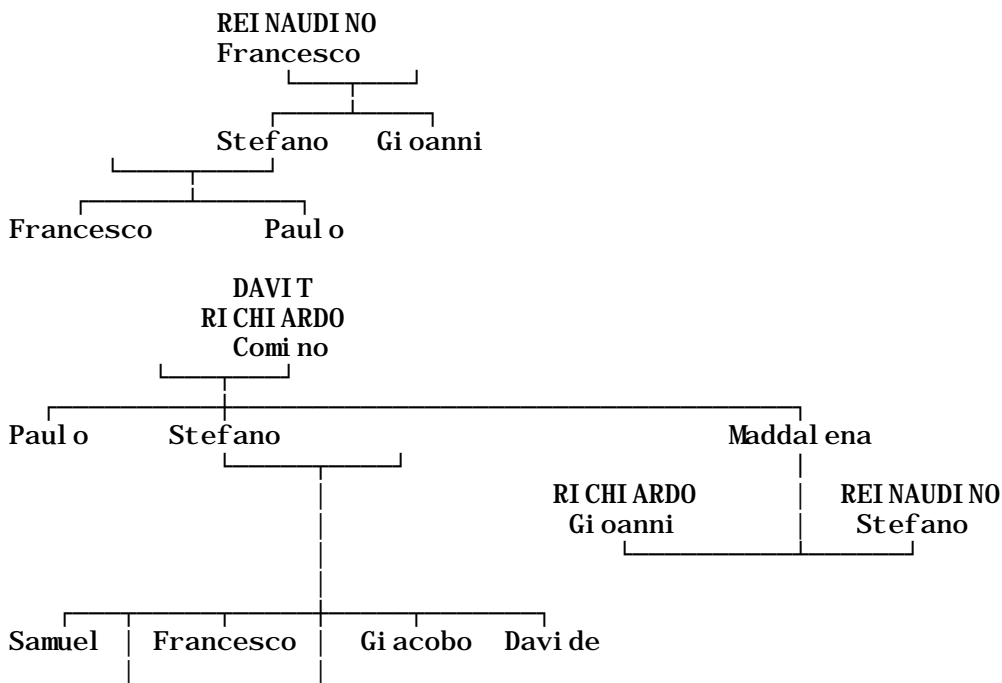 REINAUDINO
Francesco
Stefano Gioanni
Francesco Paulo
DAVIT
RICHIARDO
Comino
Paulo Stefano Maddalena
RICHIARDO REINAUDINO
Gioanni Stefano
Samuel Francesco Giacobo Davide